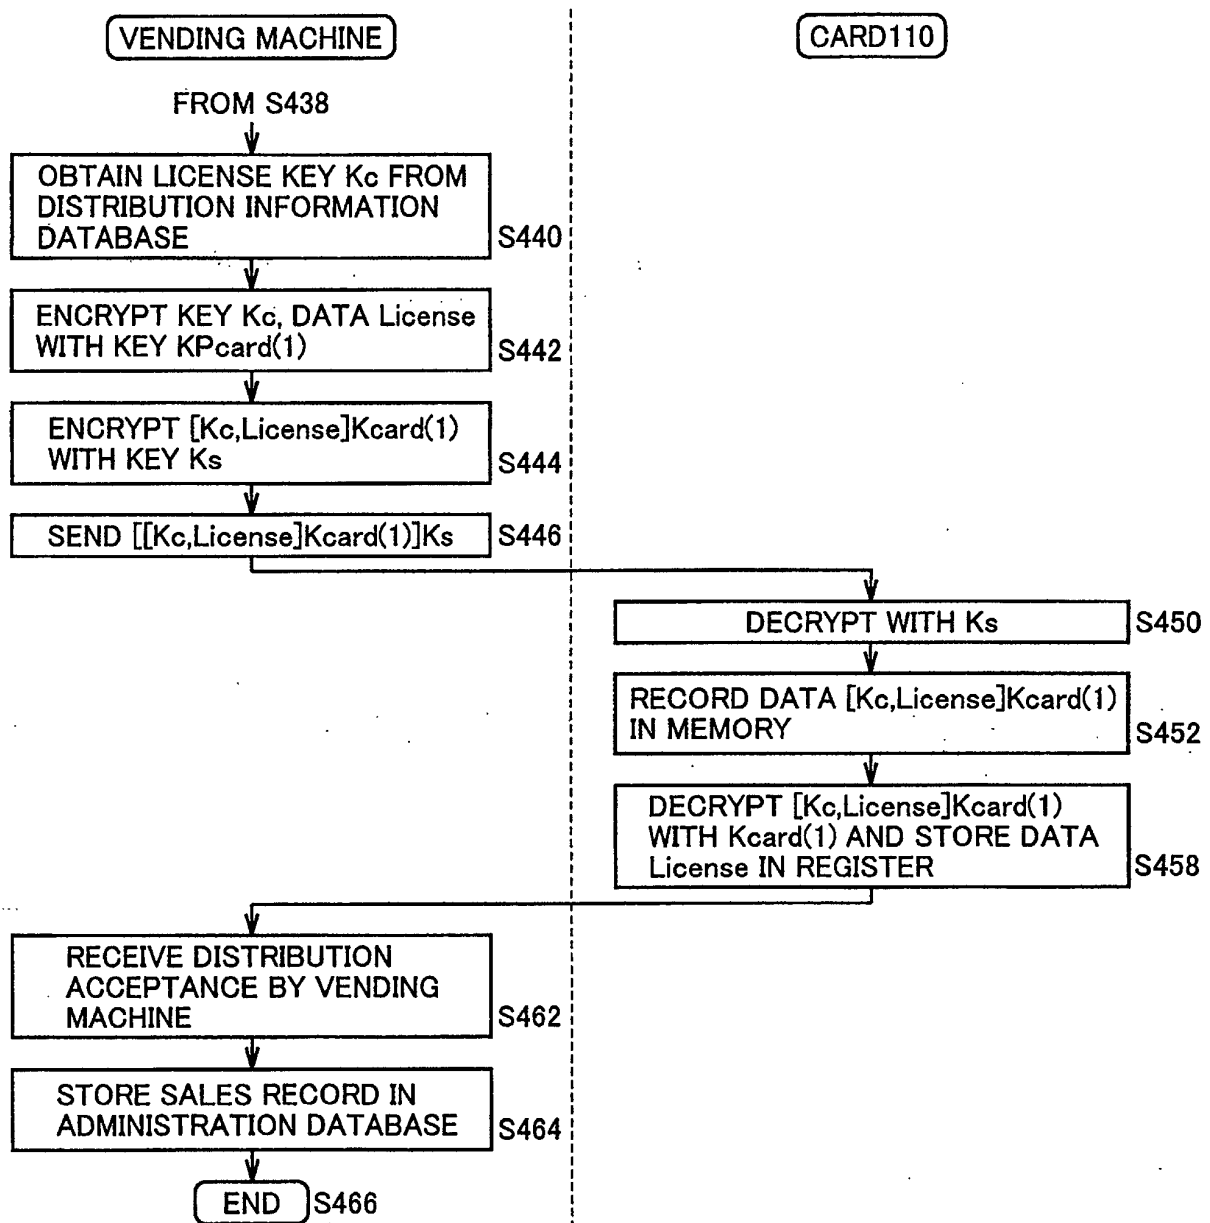 VENDING MACHINE
CARD110
FROM S438
OBTAIN LICENSE KEY Kc FROM
DISTRIBUTION INFORMATION
DATABASE
S440
ENCRYPT KEY Kc, DATA License
WITH KEY KPcard(1)
S442
ENCRYPT [Kc,License]Kcard(1)
WITH KEY Ks
S444
SEND [[Kc,License]Kcard(1)]Ks
S446
DECRYPT WITH Ks
S450
RECORD DATA [Kc,License]Kcard(1)
IN MEMORY
S452
DECRYPT [Kc,License]Kcard(1)
WITH Kcard(1) AND STORE DATA
License IN REGISTER
S458
RECEIVE DISTRIBUTION
ACCEPTANCE BY VENDING
MACHINE
S462
STORE SALES RECORD IN
ADMINISTRATION DATABASE
S464
END
S466